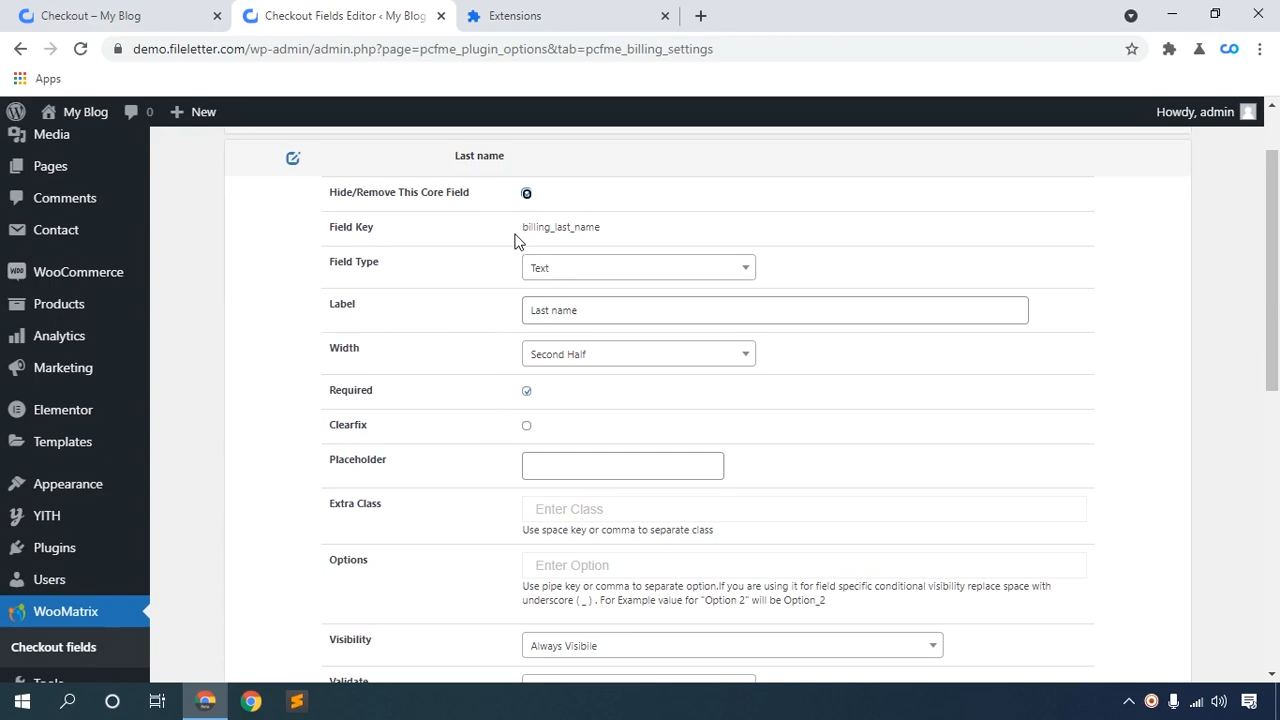 Checkout – My Blog
Checkout Fields Editor ‹ My Blog
Extensions
demo.fileletter.com/wp-admin/admin.php?page=pcfme_plugin_options&tab=pcfme_billing_settings
Apps
My Blog
0
New
Howdy, admin
Media
Pages
Comments
Contact
WooCommerce
Products
Analytics
Marketing
Elementor
Templates
Appearance
YITH
Plugins
Users
WooMatrix
Checkout fields
Last name
Hide/Remove This Core Field
Field Key
billing_last_name
Field Type
Text
Label
Last name
Width
Second Half
Required
Clearfix
Placeholder
Extra Class
Enter Class
Use space key or comma to separate class
Options
Enter Option
Use pipe key or comma to separate option.If you are using it for field specific conditional visibility replace space with
underscore ( _ ) . For Example value for "Option 2" will be Option_2
Visibility
Always Visibile
Validate